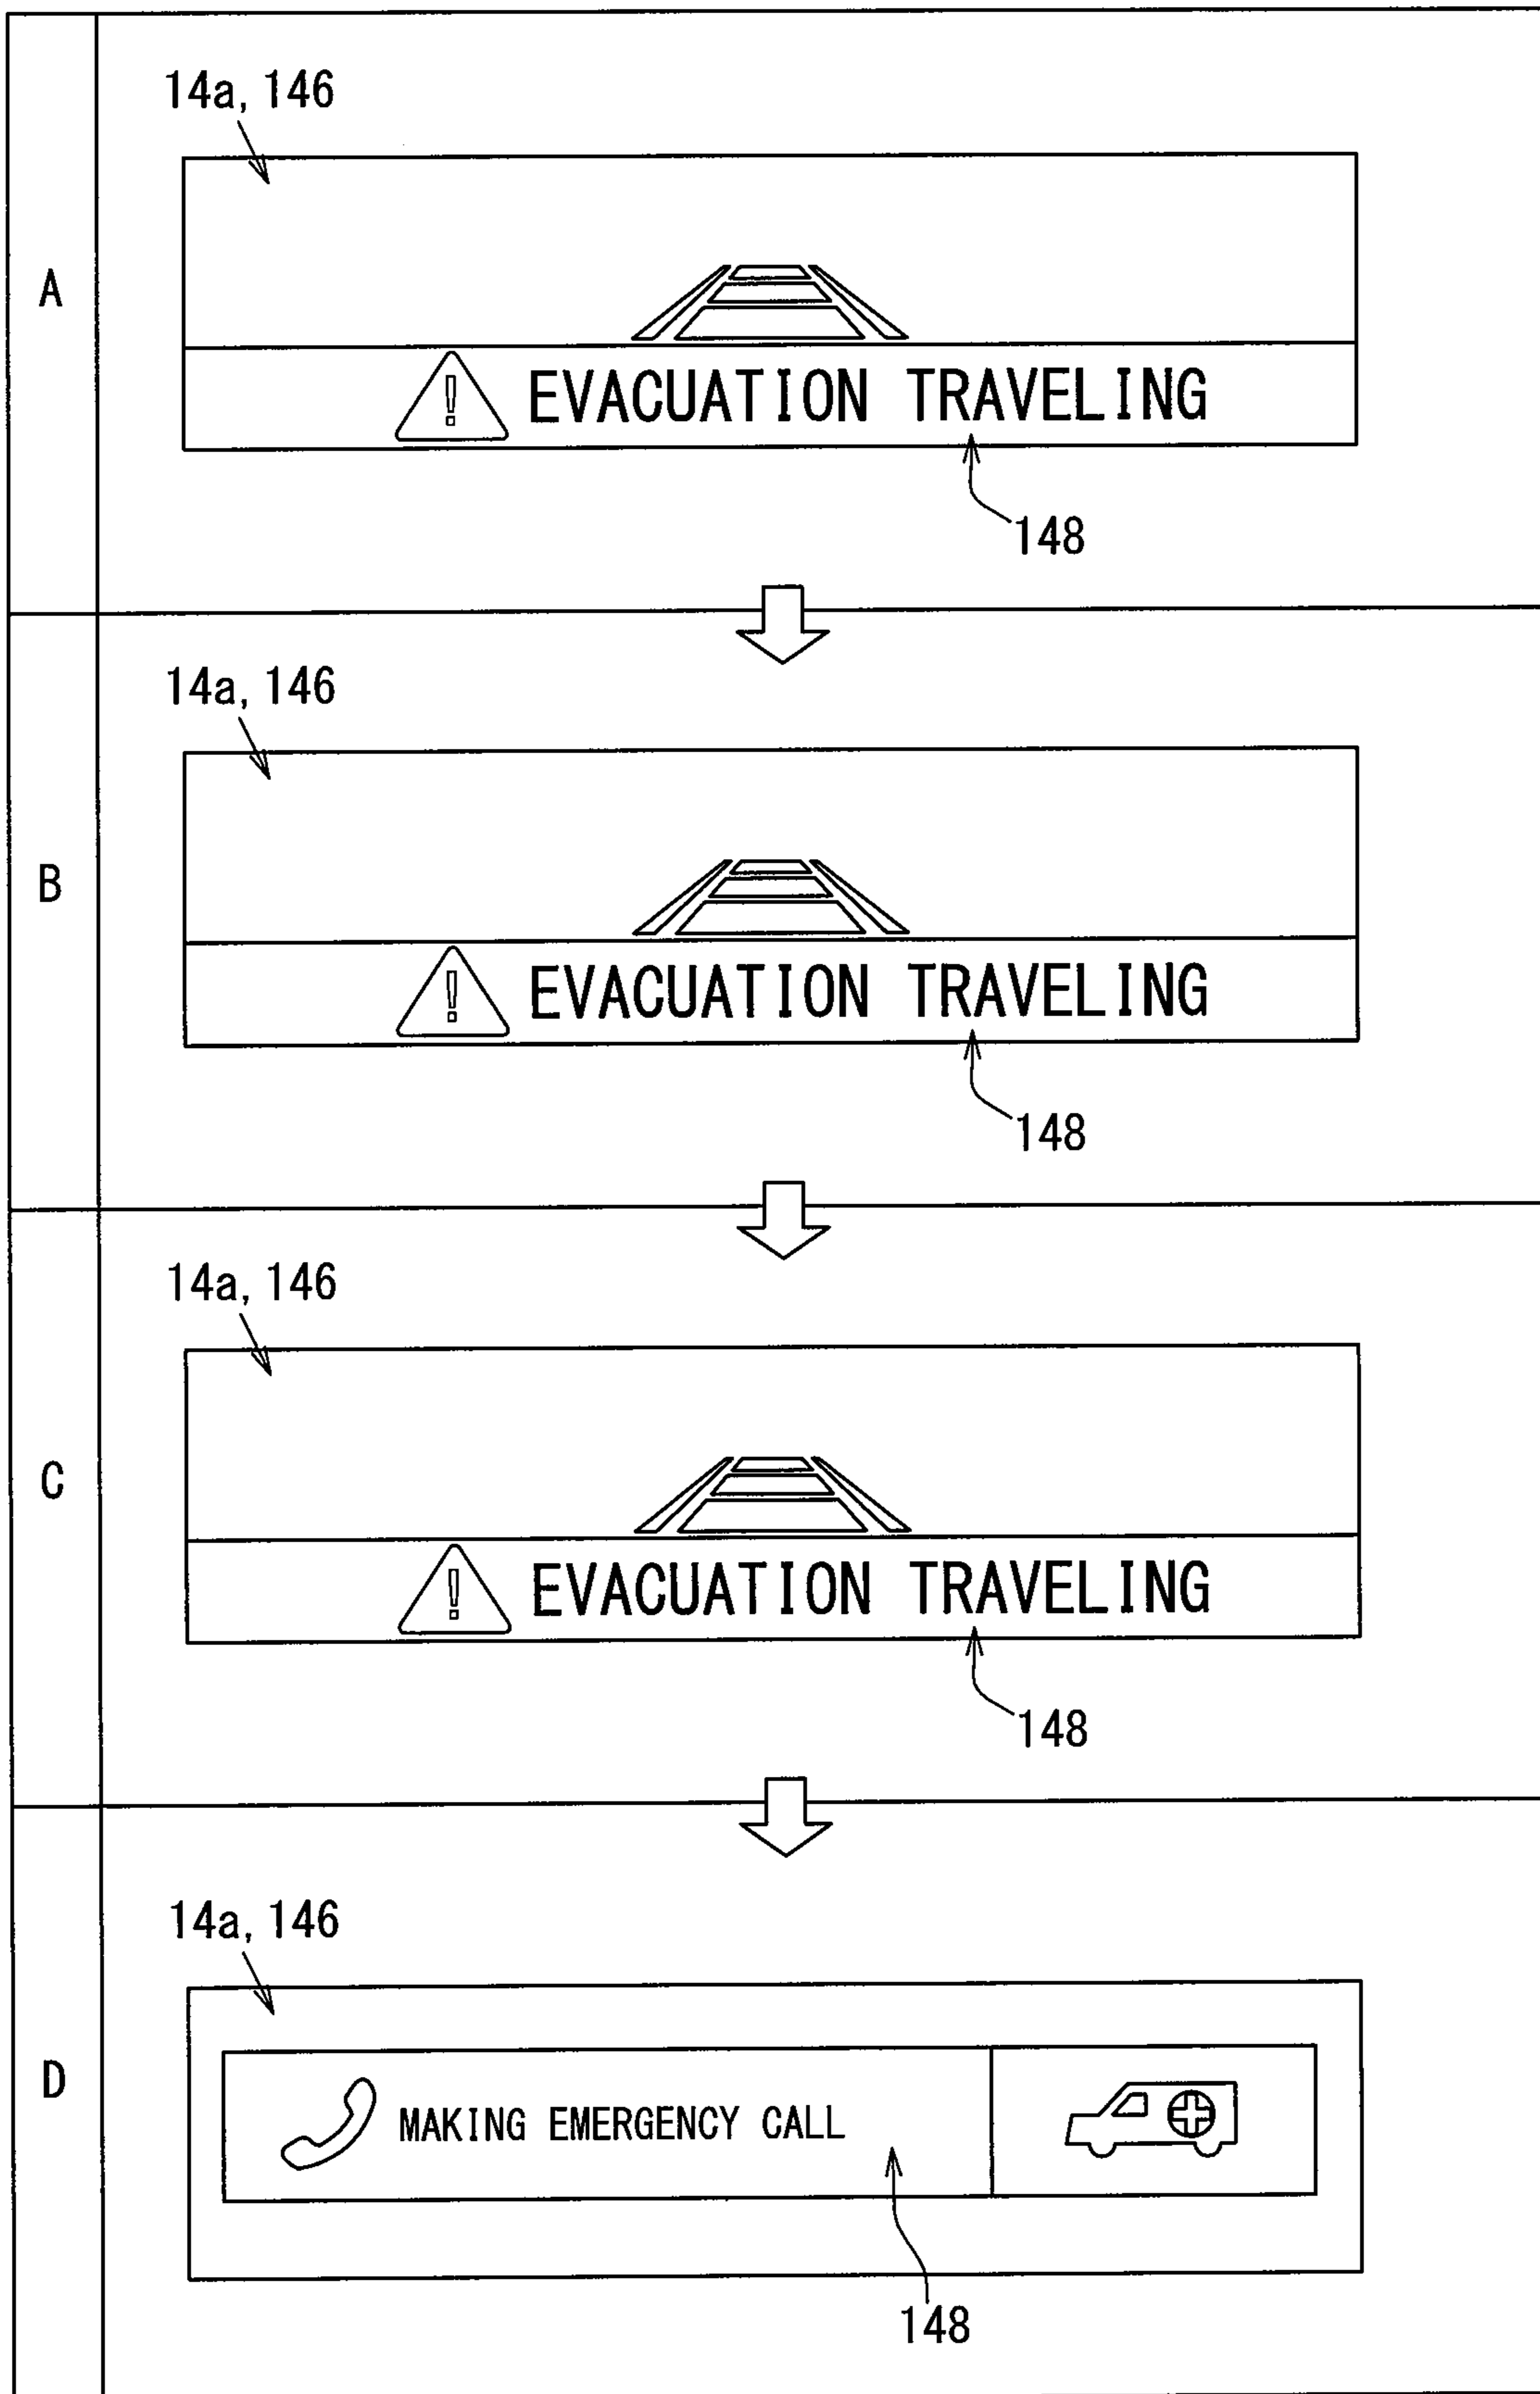 14a, 146
A
! EVACUATION TRAVELING
148
14a, 146
B
! EVACUATION TRAVELING
148
14a, 146
C
! EVACUATION TRAVELING
148
14a, 146
D
MAKING EMERGENCY CALL
148